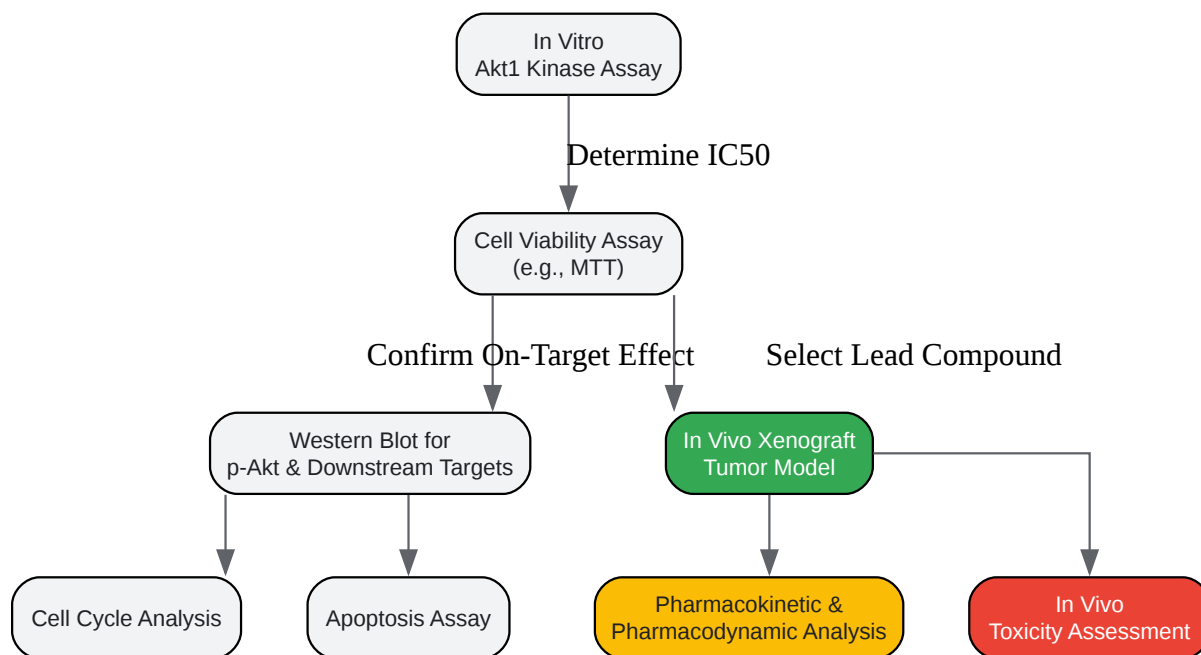 In Vitro
Akt1 Kinase Assay
Determine IC50
Cell Viability Assay
(e.g., MTT)
Confirm On-Target Effect
Select Lead Compound
Western Blot for
p-Akt & Downstream Targets
In Vivo Xenograft
Tumor Model
Cell Cycle Analysis
Apoptosis Assay
Pharmacokinetic &
Pharmacodynamic Analysis
In Vivo
Toxicity Assessment